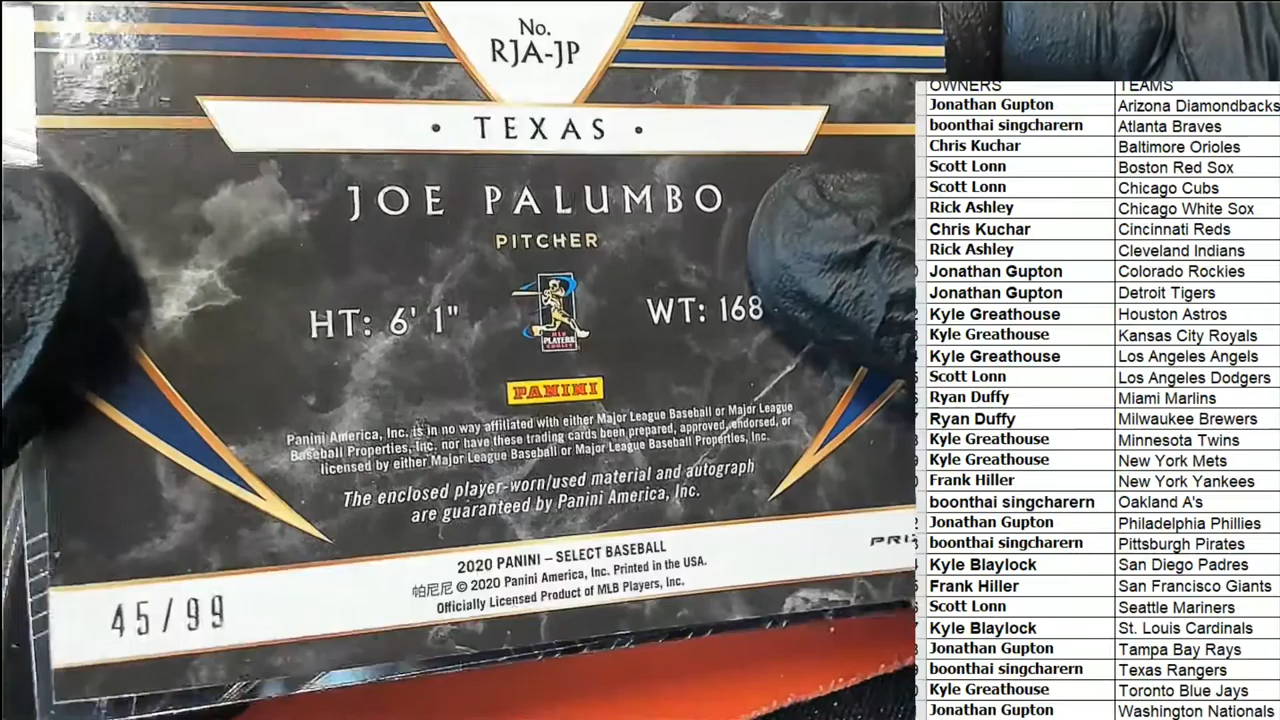 No.
RJA-JP
• TEXAS •
JOE PALUMBO
PITCHER
HT: 6' 1"
WT: 168
PLAYERS
PANINI
Panini America, Inc. is in no way affiliated with either Major League Baseball or Major League
Baseball Properties, Inc. nor have these trading cards been prepared, approved, endorsed, or
licensed by either Major League Baseball or Major League Baseball Properties, Inc.
The enclosed player-worn/used material and autograph
are guaranteed by Panini America, Inc.
2020 PANINI – SELECT BASEBALL
帕尼尼 © 2020 Panini America, Inc. Printed in the USA.
Officially Licensed Product of MLB Players, Inc.
45/99
OWNERS TEAMS
Jonathan Gupton Arizona Diamondbacks
boonthai singcharern Atlanta Braves
Chris Kuchar Baltimore Orioles
Scott Lonn Boston Red Sox
Scott Lonn Chicago Cubs
Rick Ashley Chicago White Sox
Chris Kuchar Cincinnati Reds
Rick Ashley Cleveland Indians
Jonathan Gupton Colorado Rockies
Jonathan Gupton Detroit Tigers
Kyle Greathouse Houston Astros
Kyle Greathouse Kansas City Royals
Kyle Greathouse Los Angeles Angels
Scott Lonn Los Angeles Dodgers
Ryan Duffy Miami Marlins
Ryan Duffy Milwaukee Brewers
Kyle Greathouse Minnesota Twins
Kyle Greathouse New York Mets
Frank Hiller New York Yankees
boonthai singcharern Oakland A's
Jonathan Gupton Philadelphia Phillies
boonthai singcharern Pittsburgh Pirates
Kyle Blaylock San Diego Padres
Frank Hiller San Francisco Giants
Scott Lonn Seattle Mariners
Kyle Blaylock St. Louis Cardinals
Jonathan Gupton Tampa Bay Rays
boonthai singcharern Texas Rangers
Kyle Greathouse Toronto Blue Jays
Jonathan Gupton Washington Nationals